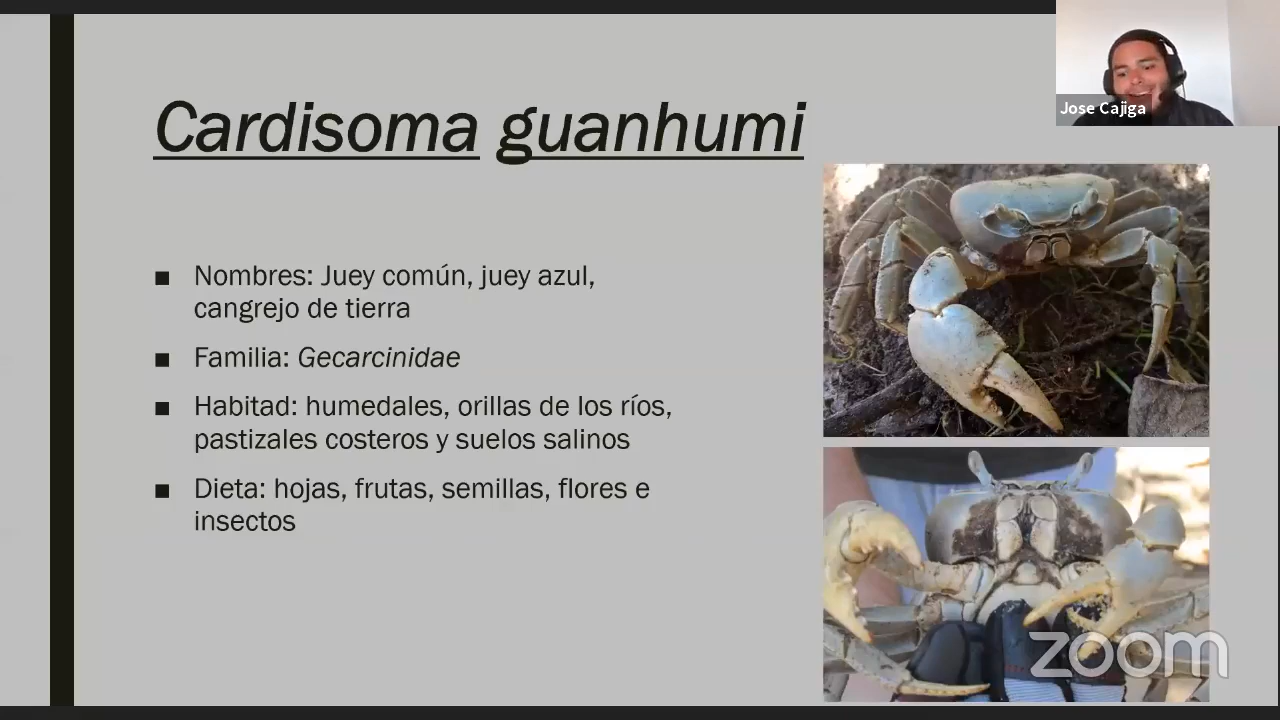 Jose Cajiga
Cardisoma guanhumi
■ Nombres: Juey común, juey azul,
cangrejo de tierra
■ Familia: Gecarcinidae
■ Habitad: humedales, orillas de los ríos,
pastizales costeros y suelos salinos
■ Dieta: hojas, frutas, semillas, flores e
insectos
zoom